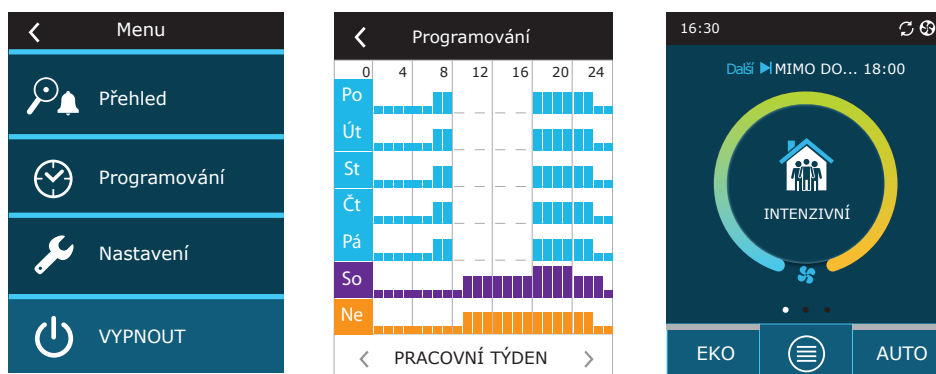 Menu
Přehled
Programování
Nastavení
VYPNOUT
Programování
0 4 8 12 16 20 24
Po
Út
St
Čt
Pá
So
Ne
PRACOVNÍ TÝDEN
16:30
Další MIMO DO... 18:00
INTENZIVNÍ
EKO AUTO